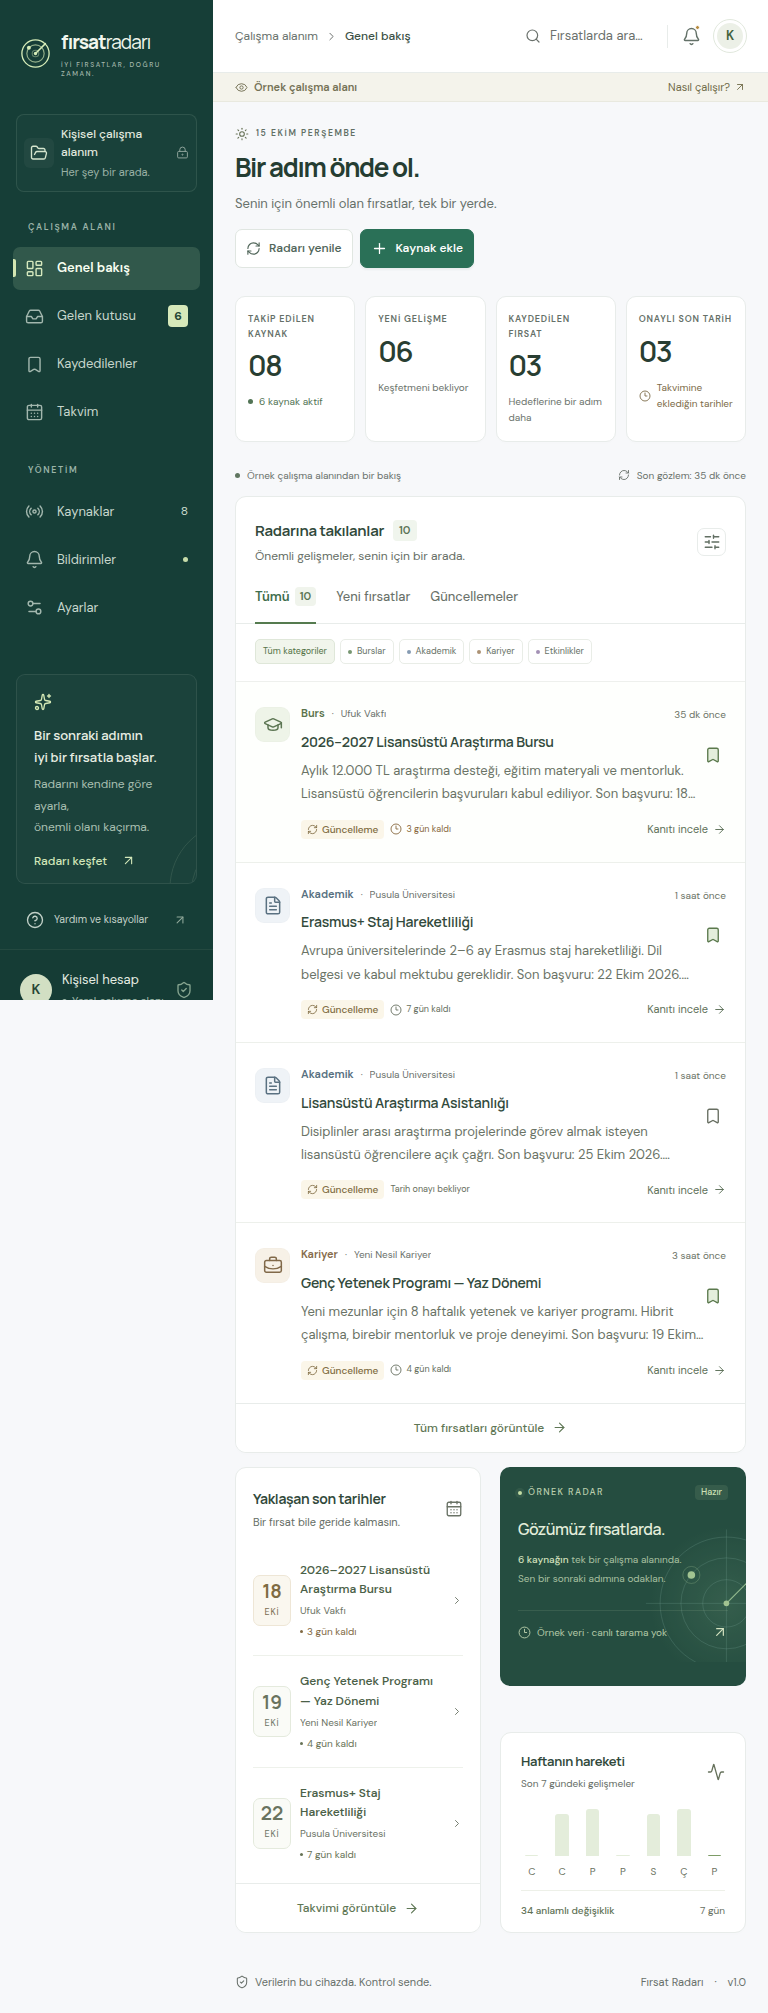 fırsatradarı
İYİ FIRSATLAR, DOĞRU
ZAMAN.
Kişisel çalışma
alanım
Her şey bir arada.
ÇALIŞMA ALANI
Genel bakış
Gelen kutusu 6
Kaydedilenler
Takvim
YÖNETİM
Kaynaklar 8
Bildirimler
Ayarlar
Bir sonraki adımın
iyi bir fırsatla başlar.
Radarını kendine göre
ayarla,
önemli olanı kaçırma.
Radarı keşfet
Yardım ve kısayollar
K Kişisel hesap
Çalışma alanım > Genel bakış
Fırsatlarda ara...
K
Örnek çalışma alanı
Nasıl çalışır?
15 EKİM PERŞEMBE
Bir adım önde ol.
Senin için önemli olan fırsatlar, tek bir yerde.
Radarı yenile
Kaynak ekle
TAKİP EDİLEN
KAYNAK
08
6 kaynak aktif
YENİ GELİŞME
06
Keşfetmeni bekliyor
KAYDEDİLEN
FIRSAT
03
Hedeflerine bir adım
daha
ONAYLI SON TARİH
03
Takvimine
eklediğin tarihler
Örnek çalışma alanından bir bakış
Son gözlem: 35 dk önce
Radarına takılanlar 10
Önemli gelişmeler, senin için bir arada.
Tümü 10 Yeni fırsatlar Güncellemeler
Tüm kategoriler Burslar Akademik Kariyer Etkinlikler
Burs · Ufuk Vakfı 35 dk önce
2026–2027 Lisansüstü Araştırma Bursu
Aylık 12.000 TL araştırma desteği, eğitim materyali ve mentorluk.
Lisansüstü öğrencilerin başvuruları kabul ediliyor. Son başvuru: 18...
Güncelleme 3 gün kaldı Kanıtı incele
Akademik · Pusula Üniversitesi 1 saat önce
Erasmus+ Staj Hareketliliği
Avrupa üniversitelerinde 2–6 ay Erasmus staj hareketliliği. Dil
belgesi ve kabul mektubu gereklidir. Son başvuru: 22 Ekim 2026....
Güncelleme 7 gün kaldı Kanıtı incele
Akademik · Pusula Üniversitesi 1 saat önce
Lisansüstü Araştırma Asistanlığı
Disiplinler arası araştırma projelerinde görev almak isteyen
lisansüstü öğrencilere açık çağrı. Son başvuru: 25 Ekim 2026....
Güncelleme Tarih onayı bekliyor Kanıtı incele
Kariyer · Yeni Nesil Kariyer 3 saat önce
Genç Yetenek Programı — Yaz Dönemi
Yeni mezunlar için 8 haftalık yetenek ve kariyer programı. Hibrit
çalışma, birebir mentorluk ve proje deneyimi. Son başvuru: 19 Ekim...
Güncelleme 4 gün kaldı Kanıtı incele
Tüm fırsatları görüntüle
Yaklaşan son tarihler
Bir fırsat bile geride kalmasın.
18 EKİ
2026–2027 Lisansüstü
Araştırma Bursu
Ufuk Vakfı
3 gün kaldı
19 EKİ
Genç Yetenek Programı
— Yaz Dönemi
Yeni Nesil Kariyer
4 gün kaldı
22 EKİ
Erasmus+ Staj
Hareketliliği
Pusula Üniversitesi
7 gün kaldı
Takvimi görüntüle
ÖRNEK RADAR Hazır
Gözümüz fırsatlarda.
6 kaynağın tek bir çalışma alanında.
Sen bir sonraki adımına odaklan.
Örnek veri · canlı tarama yok
Haftanın hareketi
Son 7 gündeki gelişmeler
C C P P S Ç P
34 anlamlı değişiklik 7 gün
Verilerin bu cihazda. Kontrol sende.
Fırsat Radarı · v1.0